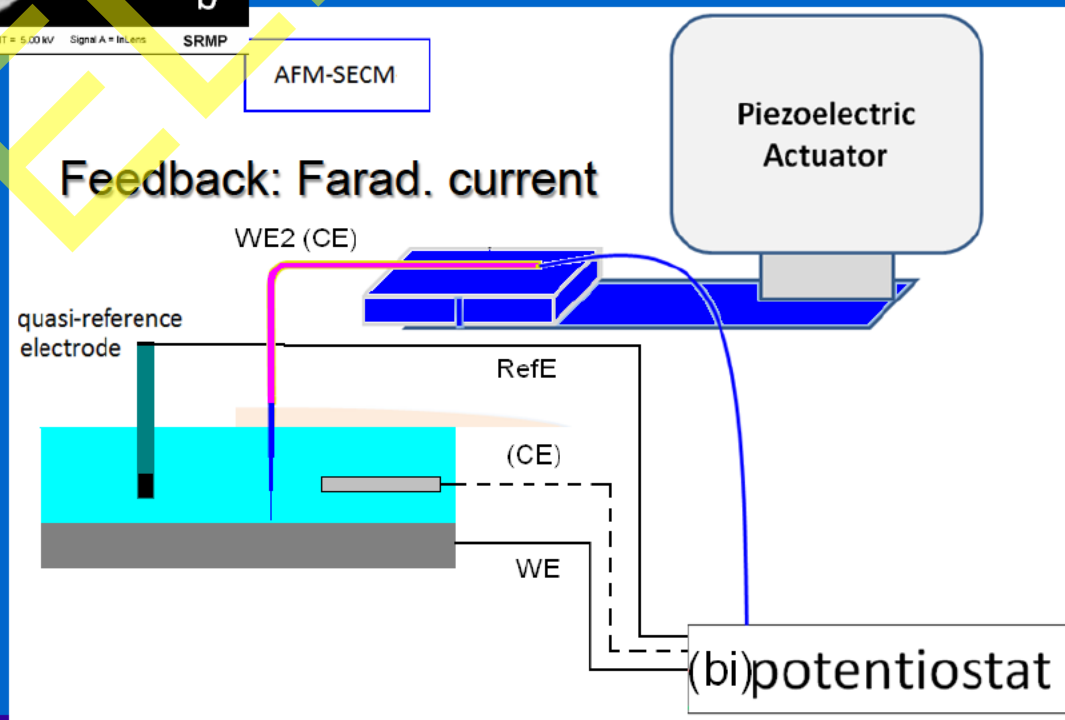 b
HT = 5.00 kV Signal A = InLens SRMP
AFM-SECM
Piezoelectric
Actuator
Feedback: Farad. current
WE2 (CE)
quasi-reference
electrode
RefE
(CE)
WE
(bi)potentiostat